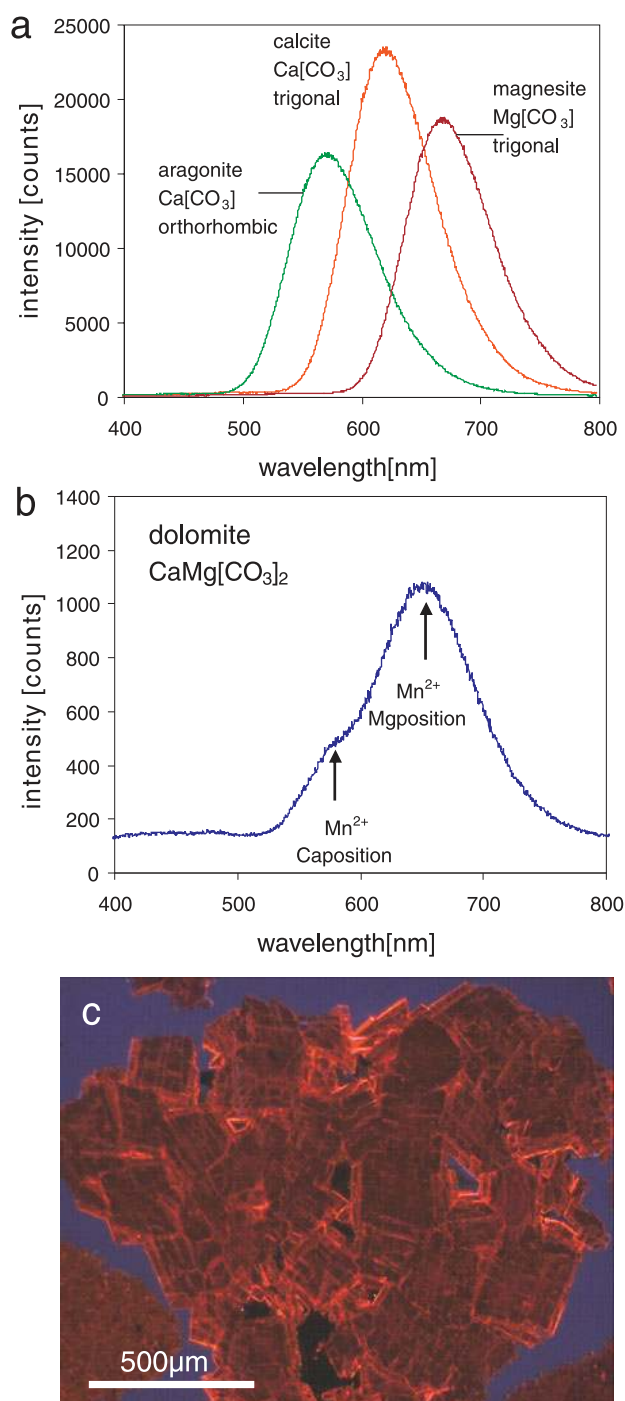 a
25000
20000
15000
10000
5000
0
intensity [counts]
calcite
Ca[CO₃]
trigonal
magnesite
Mg[CO₃]
trigonal
aragonite
Ca[CO₃]
orthorhombic
400 500 600 700 800
wavelength[nm]
b
1400
1200
1000
800
600
400
200
0
intensity [counts]
dolomite
CaMg[CO₃]₂
Mn²⁺
Mgposition
Mn²⁺
Caposition
400 500 600 700 800
wavelength[nm]
c
500µm